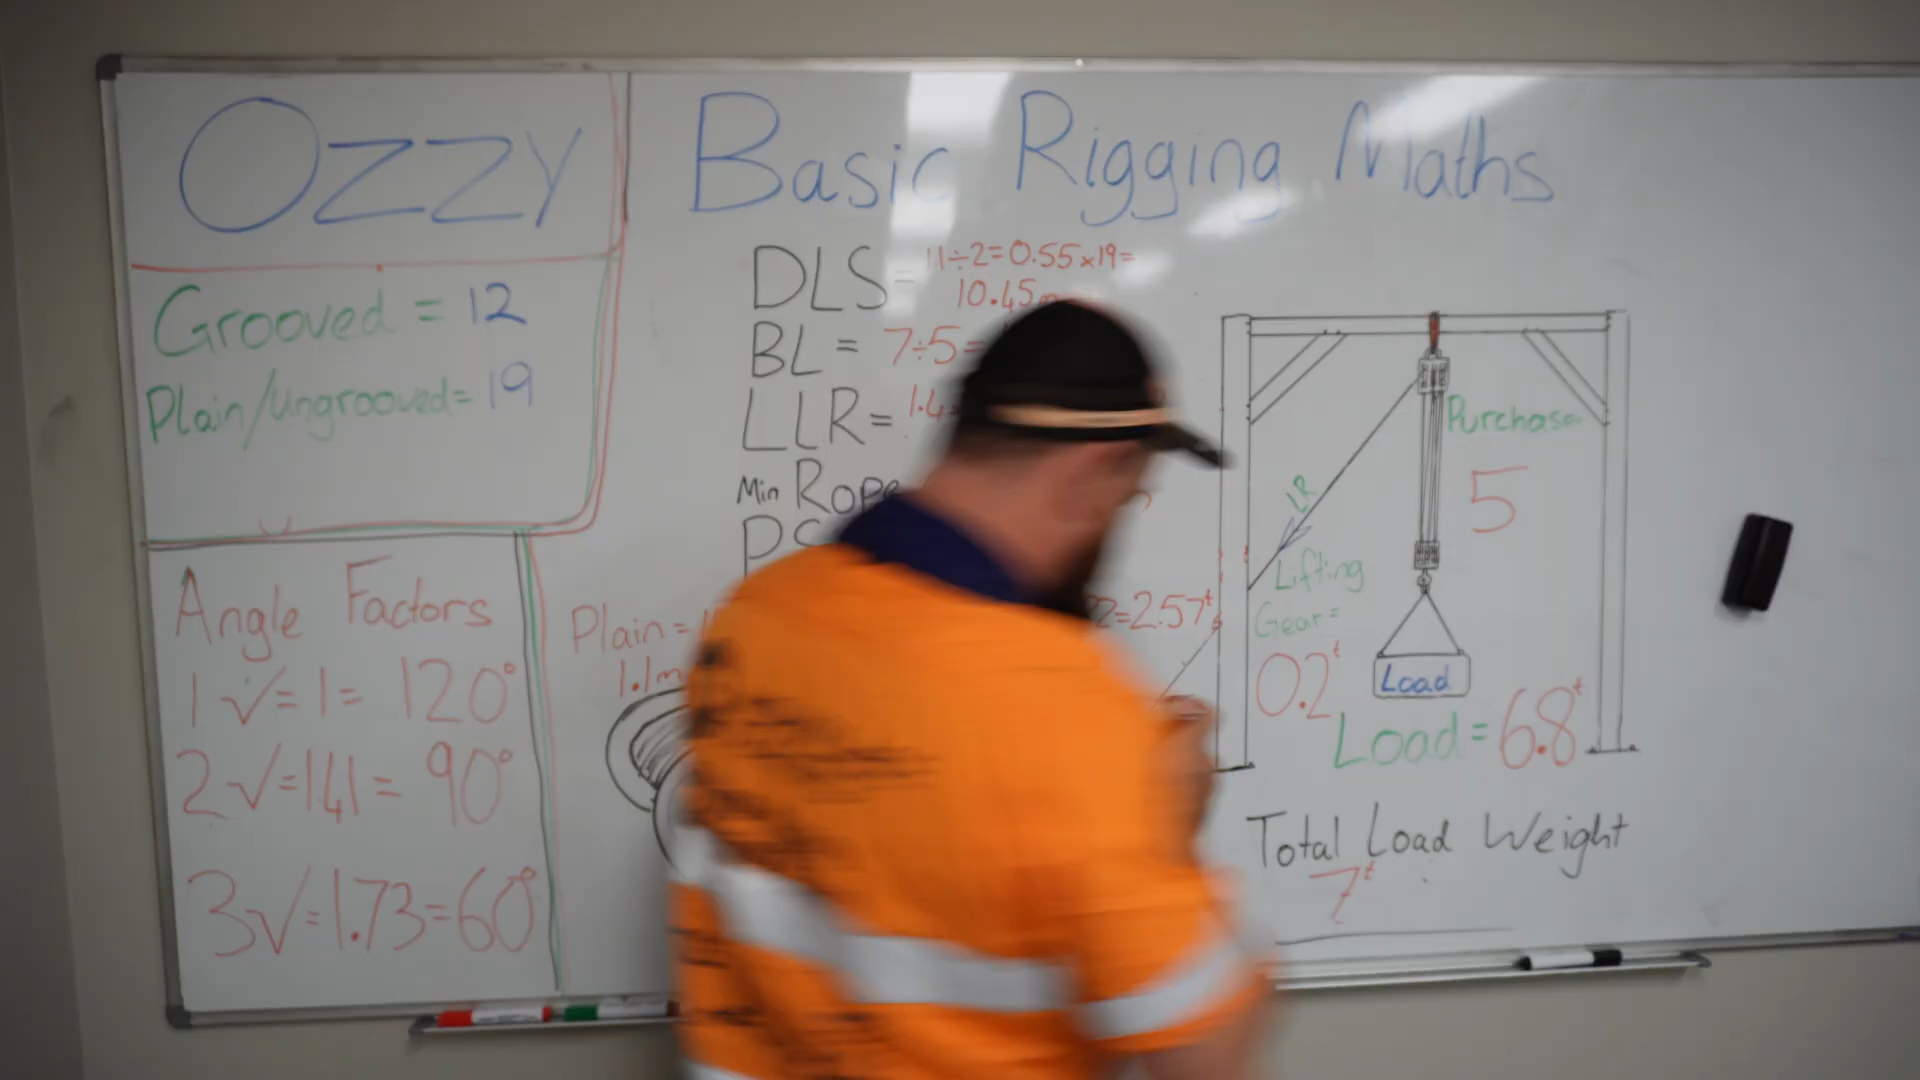 Ozzy
Grooved = 12
Plain/Ungrooved = 19
Angle Factors
1 √ = 1 = 120°
2 √ = 1.41 = 90°
3 √ = 1.73 = 60°
Basic Rigging Maths
DLS = 11÷2=0.55×19=
10.45
BL = 7÷5=
LLR = 1.4
Min Rope
Plain =
1.1m
=2.57t
Purchase
5
LR
Lifting
Gear =
0.2t
Load
Load = 6.8t
Total Load Weight
7t